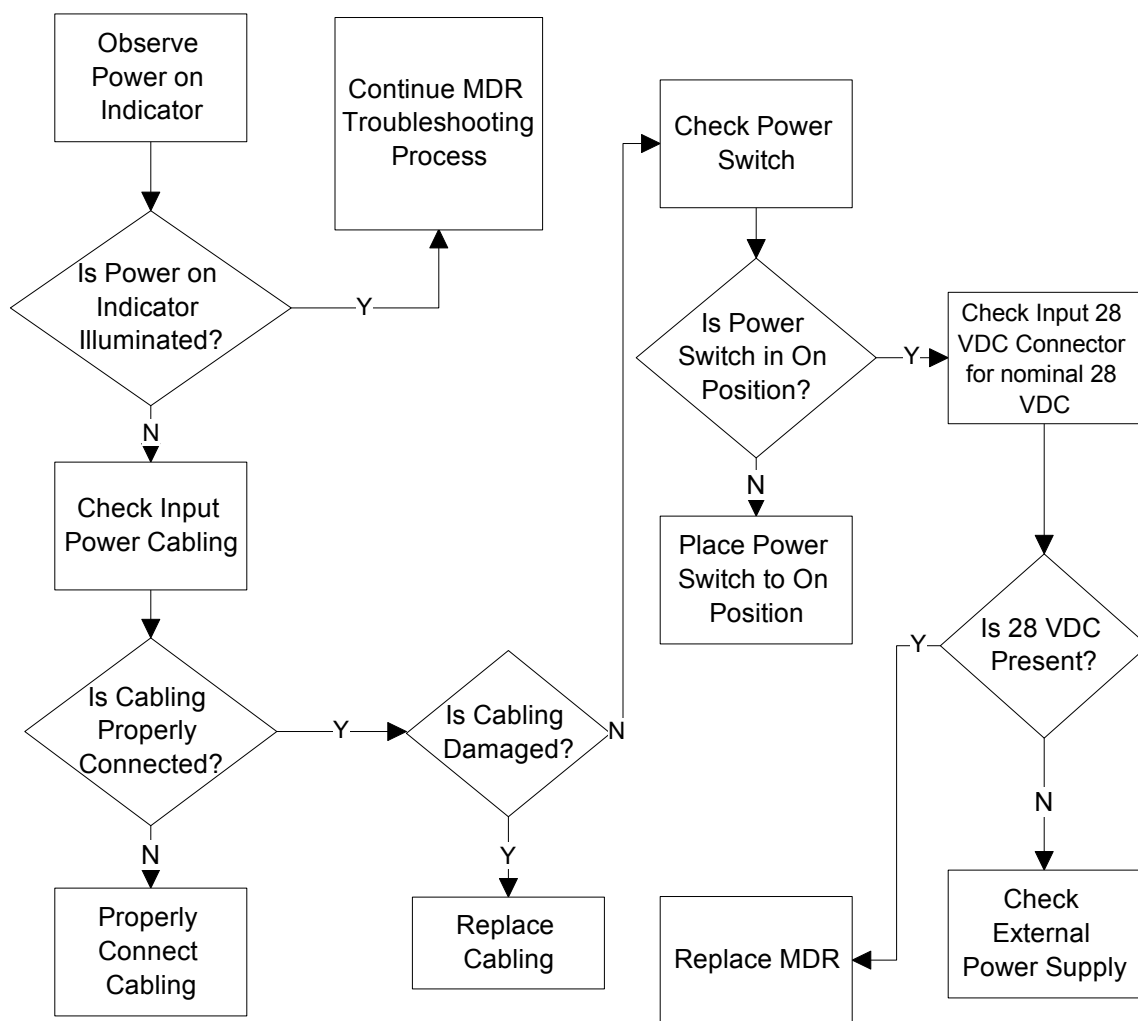 Observe
Power on
Indicator
Continue MDR
Troubleshooting
Process
Is Power on
Indicator
Illuminated?
Y
N
Check Input
Power Cabling
Is Cabling
Properly
Connected?
Y
N
Properly
Connect
Cabling
Is Cabling
Damaged?
N
Y
Replace
Cabling
Check Power
Switch
Is Power
Switch in On
Position?
Y
N
Place Power
Switch to On
Position
Check Input 28
VDC Connector
for nominal 28
VDC
Is 28 VDC
Present?
Y
N
Replace MDR
Check
External
Power Supply